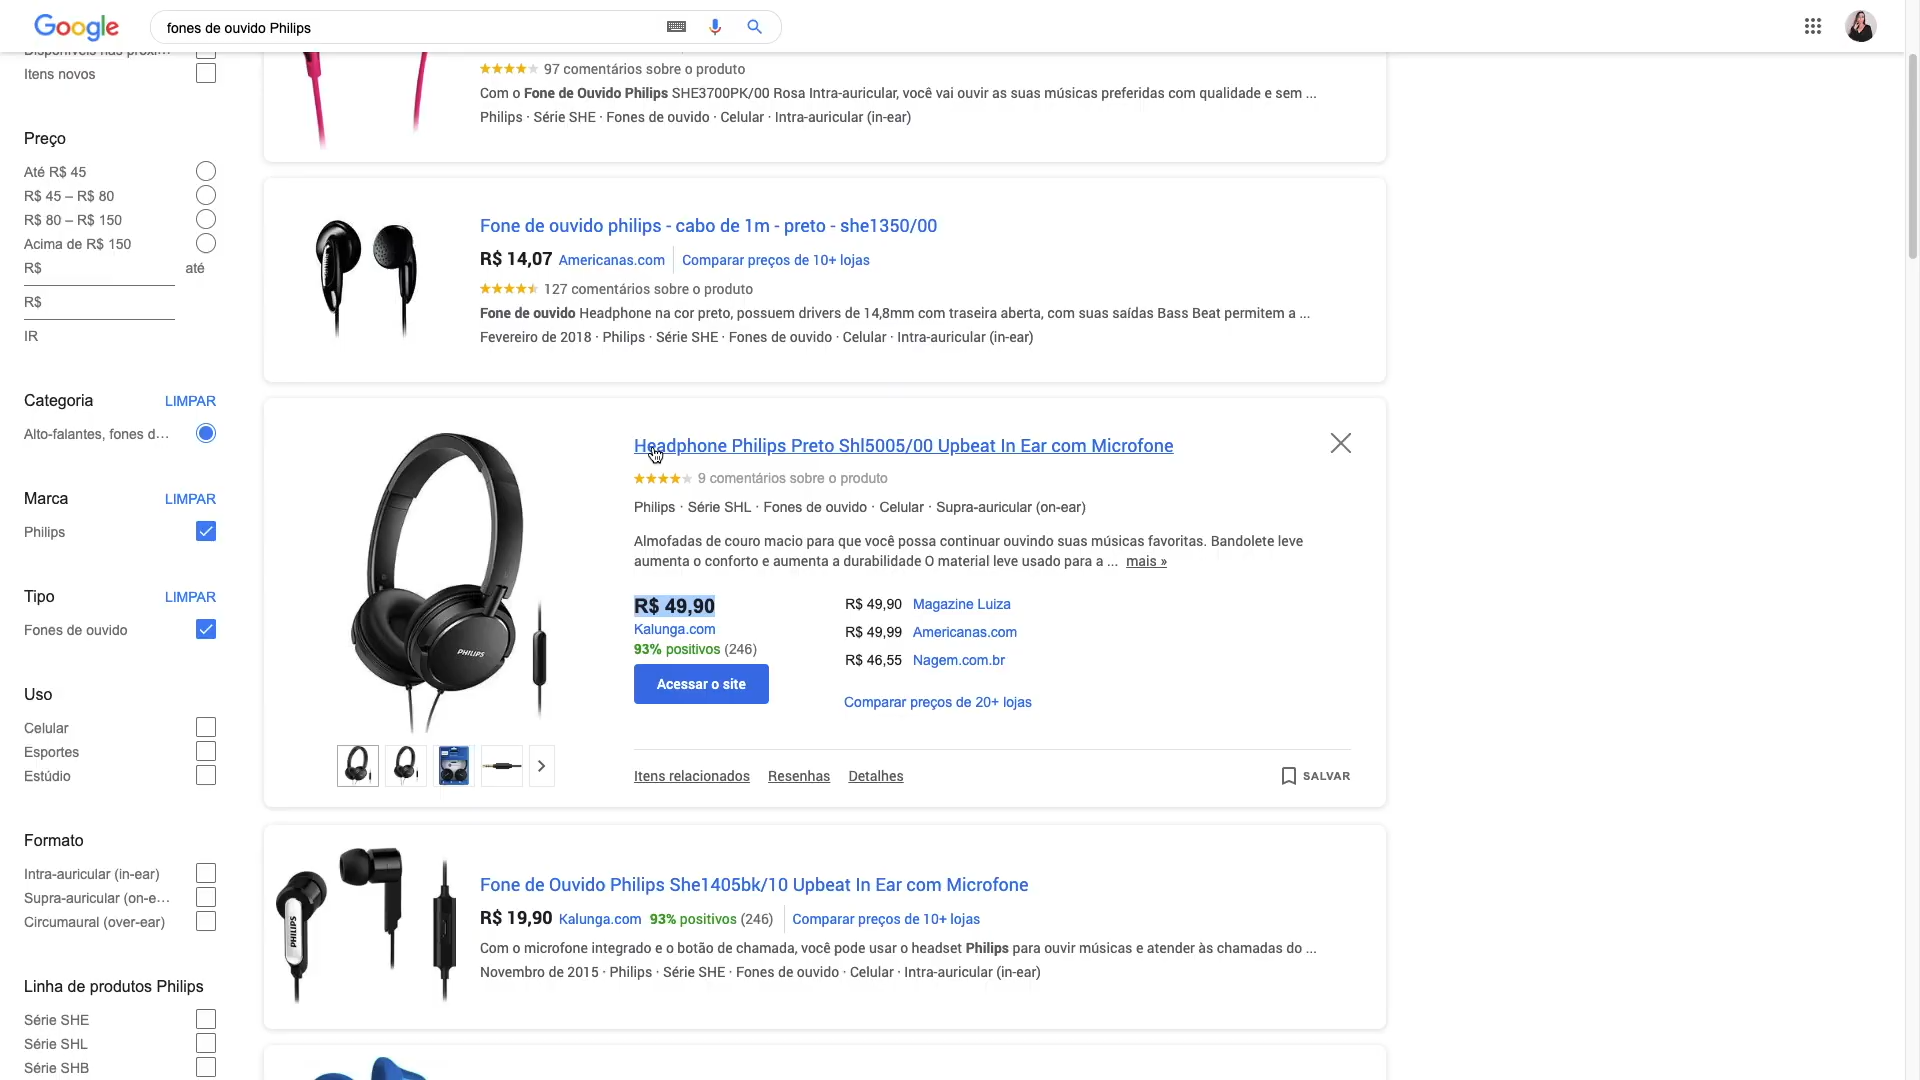 Google
fones de ouvido Philips
Disponíveis nas próxi...
Itens novos
Preço
Até R$ 45
R$ 45 – R$ 80
R$ 80 – R$ 150
Acima de R$ 150
R$ até
R$
IR
Categoria LIMPAR
Alto-falantes, fones d...
Marca LIMPAR
Philips
Tipo LIMPAR
Fones de ouvido
Uso
Celular
Esportes
Estúdio
Formato
Intra-auricular (in-ear)
Supra-auricular (on-e...
Circumaural (over-ear)
Linha de produtos Philips
Série SHE
Série SHL
Série SHB
97 comentários sobre o produto
Com o Fone de Ouvido Philips SHE3700PK/00 Rosa Intra-auricular, você vai ouvir as suas músicas preferidas com qualidade e sem ...
Philips · Série SHE · Fones de ouvido · Celular · Intra-auricular (in-ear)
Fone de ouvido philips - cabo de 1m - preto - she1350/00
R$ 14,07 Americanas.com Comparar preços de 10+ lojas
127 comentários sobre o produto
Fone de ouvido Headphone na cor preto, possuem drivers de 14,8mm com traseira aberta, com suas saídas Bass Beat permitem a ...
Fevereiro de 2018 · Philips · Série SHE · Fones de ouvido · Celular · Intra-auricular (in-ear)
Headphone Philips Preto Shl5005/00 Upbeat In Ear com Microfone
9 comentários sobre o produto
Philips · Série SHL · Fones de ouvido · Celular · Supra-auricular (on-ear)
Almofadas de couro macio para que você possa continuar ouvindo suas músicas favoritas. Bandolete leve
aumenta o conforto e aumenta a durabilidade O material leve usado para a ... mais »
R$ 49,90
Kalunga.com
93% positivos (246)
Acessar o site
R$ 49,90 Magazine Luiza
R$ 49,99 Americanas.com
R$ 46,55 Nagem.com.br
Comparar preços de 20+ lojas
PHILIPS
Itens relacionados Resenhas Detalhes
SALVAR
PHILIPS
Fone de Ouvido Philips She1405bk/10 Upbeat In Ear com Microfone
R$ 19,90 Kalunga.com 93% positivos (246) Comparar preços de 10+ lojas
Com o microfone integrado e o botão de chamada, você pode usar o headset Philips para ouvir músicas e atender às chamadas do ...
Novembro de 2015 · Philips · Série SHE · Fones de ouvido · Celular · Intra-auricular (in-ear)